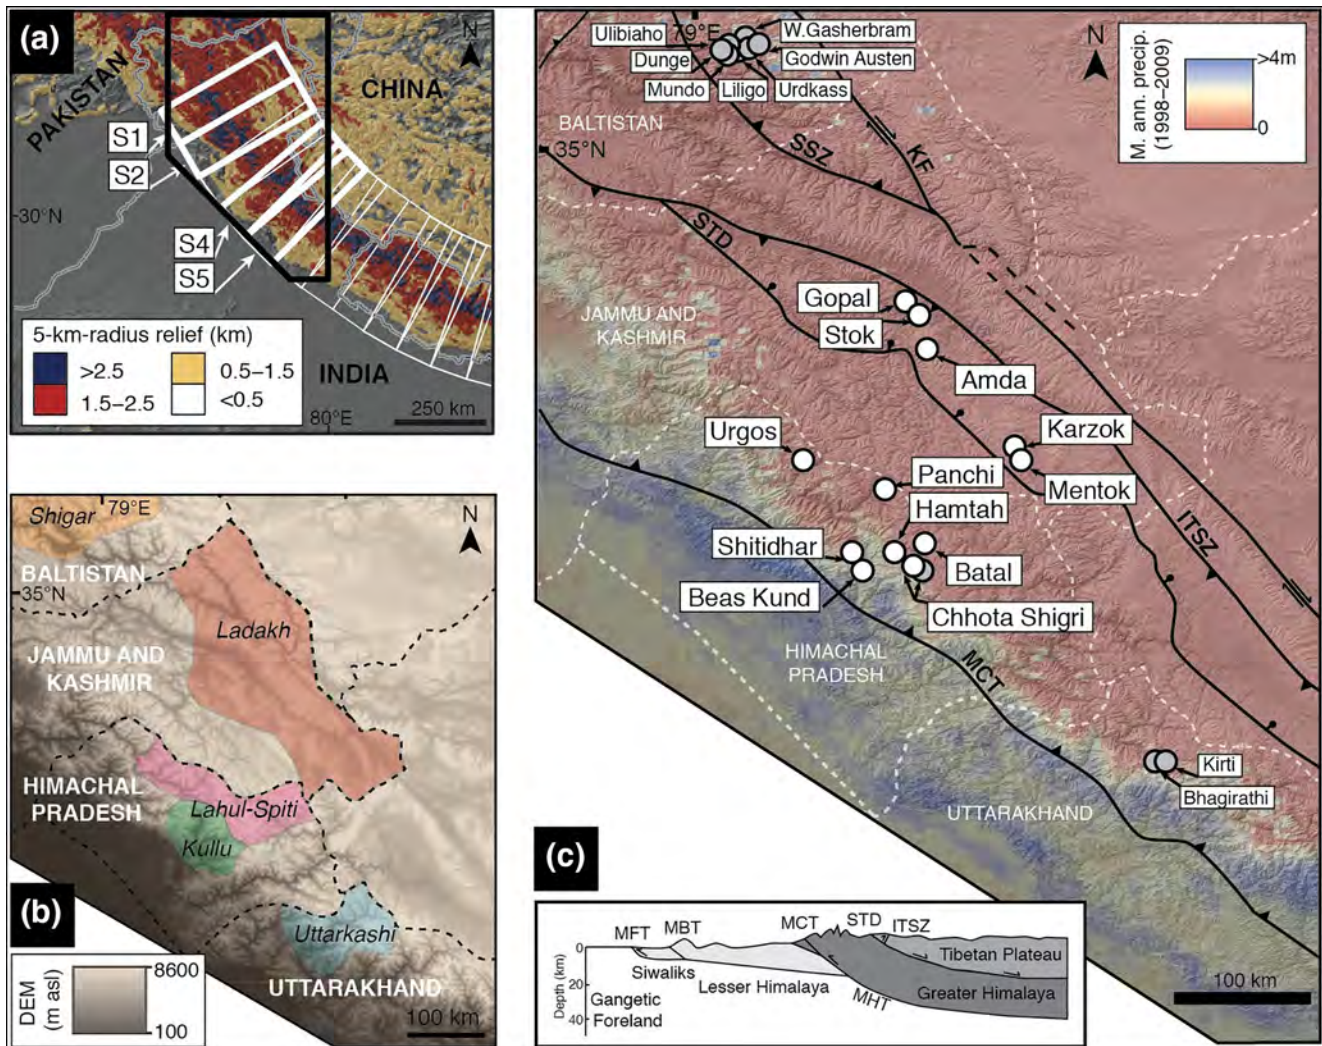 (a)
N
PAKISTAN
CHINA
S1
S2
30°N
S4
S5
5-km-radius relief (km)
>2.5
0.5–1.5
1.5–2.5
<0.5
INDIA
250 km
80°E
79°E
N
Shigar
BALTISTAN
35°N
Ladakh
JAMMU AND
KASHMIR
HIMACHAL
PRADESH
Lahul-Spiti
Kullu
(b)
Uttarkashi
UTTARAKHAND
DEM
(m asl)
8600
100
100 km
Ulibiaho
79°E
W.Gasherbram
Dunge
Godwin Austen
Mundo
Liligo
Urdkass
N
M. ann. precip.
(1998–2009)
>4m
0
BALTISTAN
35°N
SSZ
KF
STD
JAMMU AND
KASHMIR
Gopal
Stok
Amda
Urgos
Karzok
Panchi
Mentok
Hamtah
ITSZ
Shitidhar
Batal
Beas Kund
Chhota Shigri
HIMACHAL
PRADESH
MCT
Kirti
Bhagirathi
UTTARAKHAND
(c)
MFT
MBT
MCT
STD
ITSZ
Depth (km)
0
20
40
Siwaliks
Lesser Himalaya
Tibetan Plateau
Gangetic
Foreland
MHT
Greater Himalaya
100 km